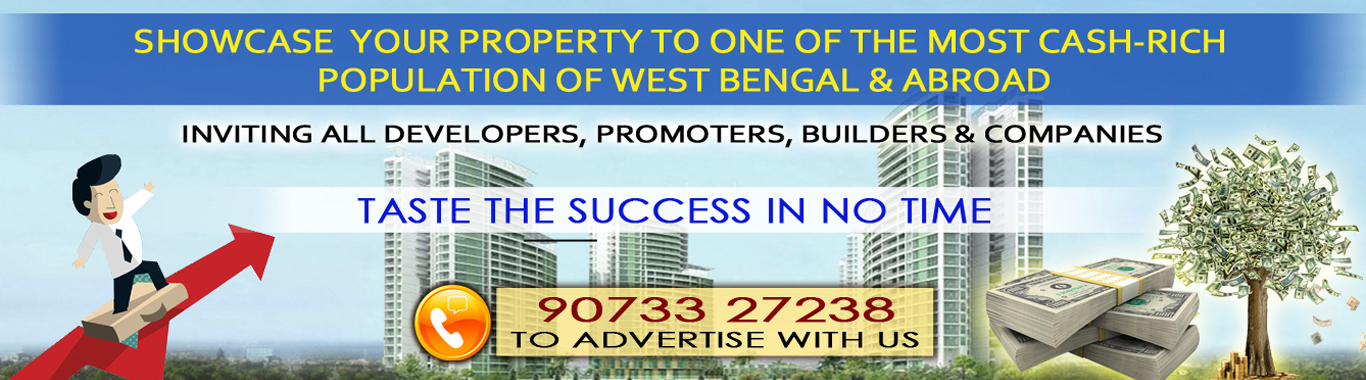 SHOWCASE YOUR PROPERTY TO ONE OF THE MOST CASH-RICH
POPULATION OF WEST BENGAL & ABROAD
INVITING ALL DEVELOPERS, PROMOTERS, BUILDERS & COMPANIES
TASTE THE SUCCESS IN NO TIME
90733 27238
TO ADVERTISE WITH US